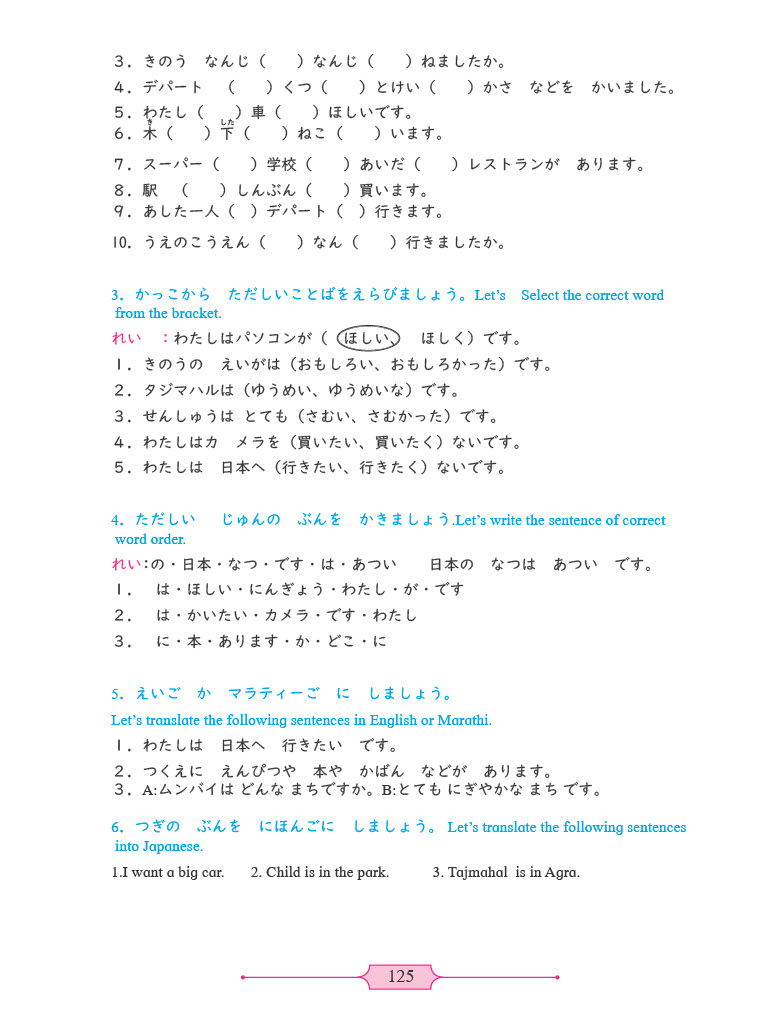 ３．きのう　なんじ（　　）なんじ（　　）ねましたか。
４．デパート　（　　）くつ（　　）とけい（　　）かさ　などを　かいました。
５．わたし（　　）車（　　）ほしいです。
６．木（　　）下（　　）ねこ（　　）います。
き　した
７．スーパー（　　）学校（　　）あいだ（　　）レストランが　あります。
８．駅　（　　）しんぶん（　　）買います。
９．あした一人（　）デパート（　）行きます。
10．うえのこうえん（　　）なん（　　）行きましたか。
3．かっこから　ただしいことばをえらびましょう。Let's　Select the correct word
from the bracket.
れい　：わたしはパソコンが（　ほしい、　ほしく）です。
１．きのうの　えいがは（おもしろい、おもしろかった）です。
２．タジマハルは（ゆうめい、ゆうめいな）です。
３．せんしゅうは とても（さむい、さむかった）です。
４．わたしはカ　メラを（買いたい、買いたく）ないです。
５．わたしは　日本へ（行きたい、行きたく）ないです。
4．ただしい　じゅんの　ぶんを　かきましょう.Let's write the sentence of correct
word order.
れい:の・日本・なつ・です・は・あつい　　日本の　なつは　あつい　です。
１．　は・ほしい・にんぎょう・わたし・が・です
２．　は・かいたい・カメラ・です・わたし
３．　に・本・あります・か・どこ・に
5．えいご　か　マラティーご　に　しましょう。
Let's translate the following sentences in English or Marathi.
１．わたしは　日本へ　行きたい　です。
２．つくえに　えんぴつや　本や　かばん　などが　あります。
３．A:ムンバイは どんな まちですか。B:とても にぎやかな まち です。
6．つぎの　ぶんを　にほんごに　しましょう。 Let's translate the following sentences
into Japanese.
1.I want a big car.　2. Child is in the park.　3. Tajmahal is in Agra.
125